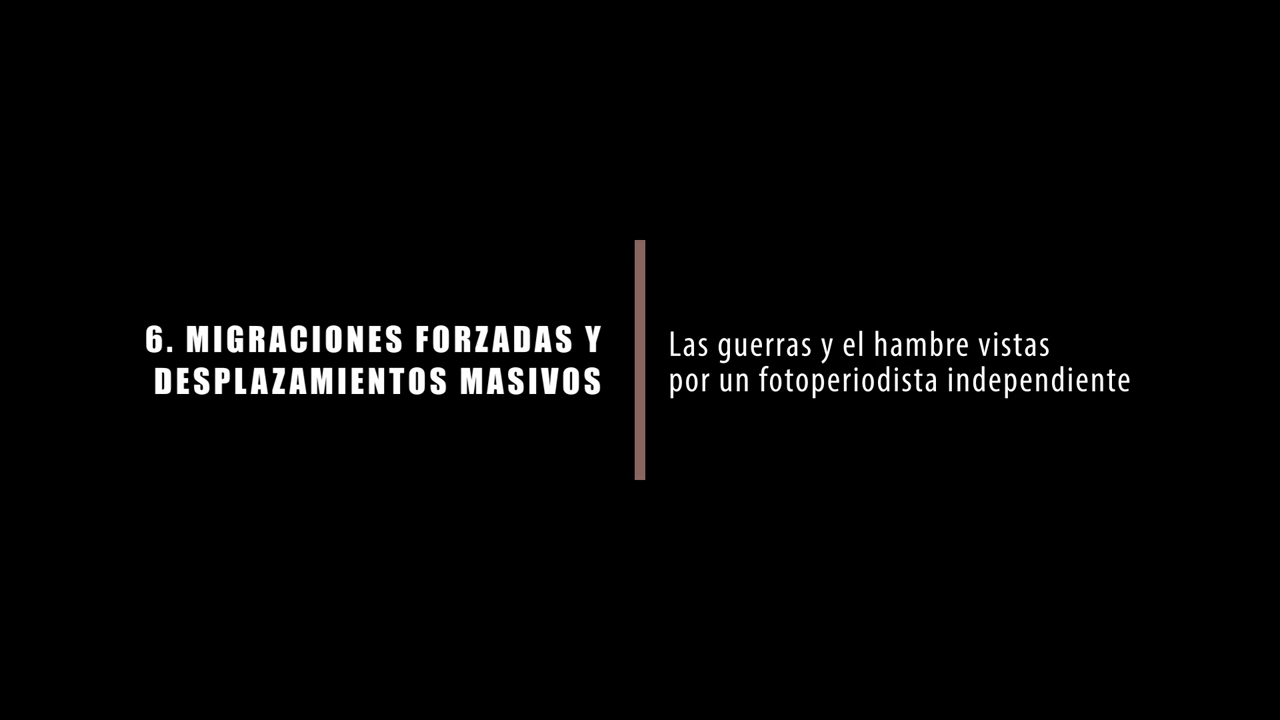 6. MIGRACIONES FORZADAS Y
DESPLAZAMIENTOS MASIVOS
Las guerras y el hambre vistas
por un fotoperiodista independiente